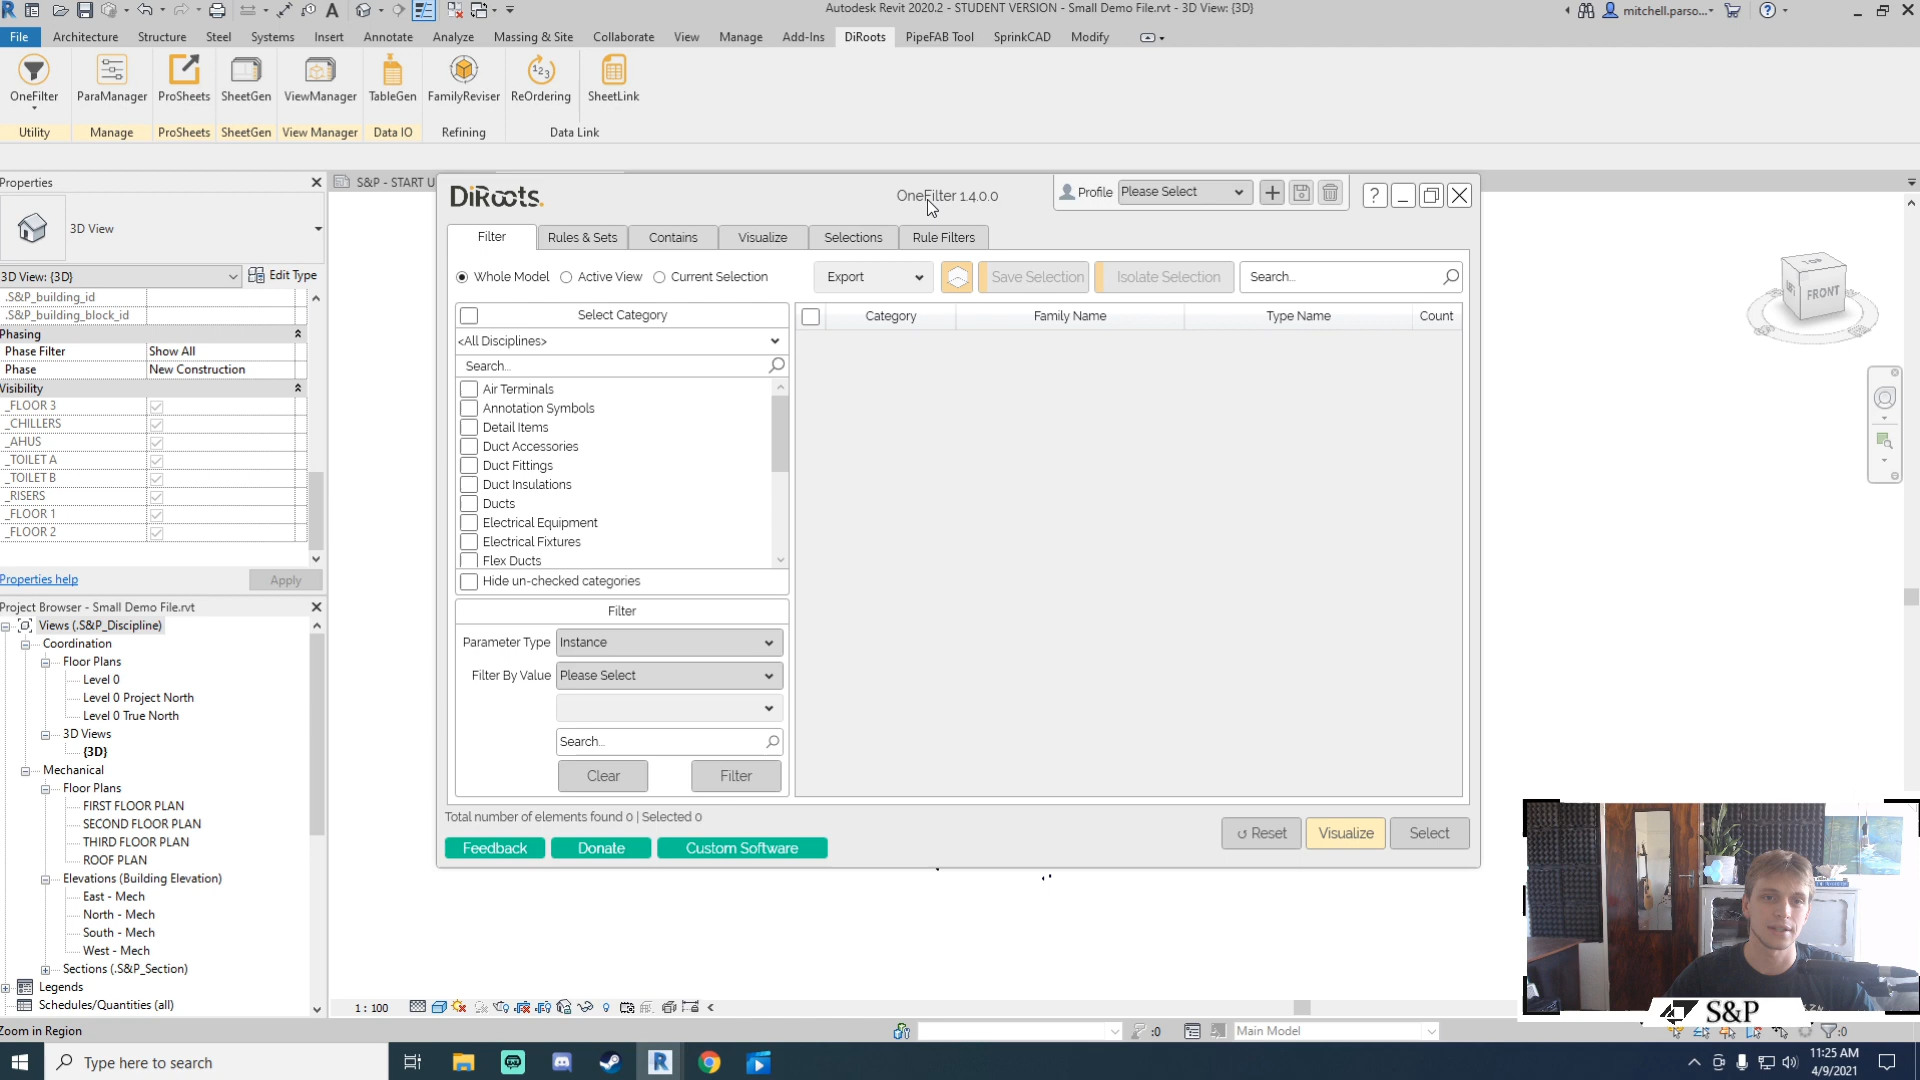 Autodesk Revit 2020.2 - STUDENT VERSION - Small Demo File.rvt - 3D View: {3D}
mitchell.parso...
File Architecture Structure Steel Systems Insert Annotate Analyze Massing & Site Collaborate View Manage Add-Ins DiRoots PipeFAB Tool SprinkCAD Modify
OneFilter ParaManager ProSheets SheetGen ViewManager TableGen FamilyReviser ReOrdering SheetLink
Utility Manage ProSheets SheetGen View Manager Data IO Refining Data Link
Properties
3D View
3D View: {3D}
Edit Type
.S&P_building_id
.S&P_building_block_id
Phasing
Phase Filter Show All
Phase New Construction
Visibility
_FLOOR 3
_CHILLERS
_AHUS
_TOILET A
_TOILET B
_RISERS
_FLOOR 1
_FLOOR 2
Properties help
Apply
Project Browser - Small Demo File.rvt
Views (.S&P_Discipline)
Coordination
Floor Plans
Level 0
Level 0 Project North
Level 0 True North
3D Views
{3D}
Mechanical
Floor Plans
FIRST FLOOR PLAN
SECOND FLOOR PLAN
THIRD FLOOR PLAN
ROOF PLAN
Elevations (Building Elevation)
East - Mech
North - Mech
South - Mech
West - Mech
Sections (.S&P_Section)
Legends
Schedules/Quantities (all)
S&P - START U
DiRoots.
OneFilter 1.4.0.0
Profile Please Select
Filter Rules & Sets Contains Visualize Selections Rule Filters
Whole Model Active View Current Selection
Export
Save Selection
Isolate Selection
Search...
Select Category
<All Disciplines>
Search...
Air Terminals
Annotation Symbols
Detail Items
Duct Accessories
Duct Fittings
Duct Insulations
Ducts
Electrical Equipment
Electrical Fixtures
Flex Ducts
Hide un-checked categories
Filter
Parameter Type Instance
Filter By Value Please Select
Search...
Clear Filter
Category Family Name Type Name Count
Total number of elements found 0 | Selected 0
Feedback Donate Custom Software
Reset Visualize Select
TOP
FRONT
1 : 100
S&P
Zoom in Region
:0
Main Model
:0
Type here to search
11:25 AM
4/9/2021